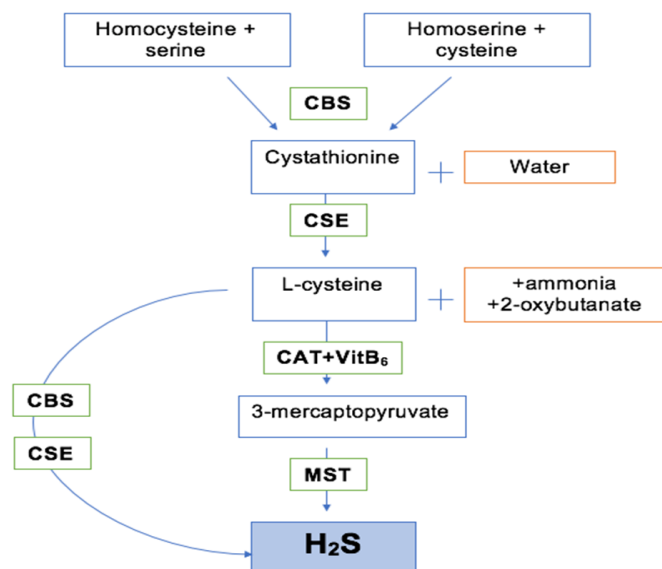 Homocysteine +
serine
Homoserine +
cysteine
CBS
Cystathionine
+
Water
CSE
L-cysteine
+
+ammonia
+2-oxybutanate
CAT+VitB₆
CBS
3-mercaptopyruvate
CSE
MST
H₂S